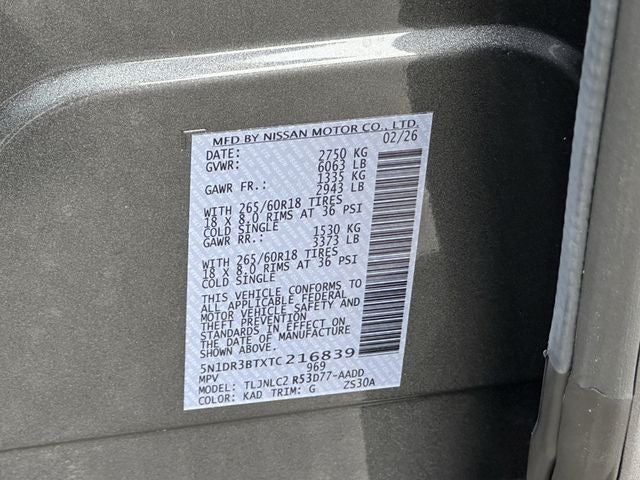 MFD BY NISSAN MOTOR CO., LTD.
DATE: 02/26
GVWR: 2750 KG
6063 LB
GAWR FR.: 1335 KG
2943 LB
WITH 265/60R18 TIRES
18 X 8.0 RIMS AT 36 PSI
COLD SINGLE
GAWR RR.: 1530 KG
3373 LB
WITH 265/60R18 TIRES
18 X 8.0 RIMS AT 36 PSI
COLD SINGLE
THIS VEHICLE CONFORMS TO
ALL APPLICABLE FEDERAL
MOTOR VEHICLE SAFETY AND
THEFT PREVENTION
STANDARDS IN EFFECT ON
THE DATE OF MANUFACTURE
SHOWN ABOVE.
5N1DR3BTXTC216839
MPV 969
MODEL: TLJNLC2 R53D77-AADD
COLOR: KAD TRIM: G ZS30A